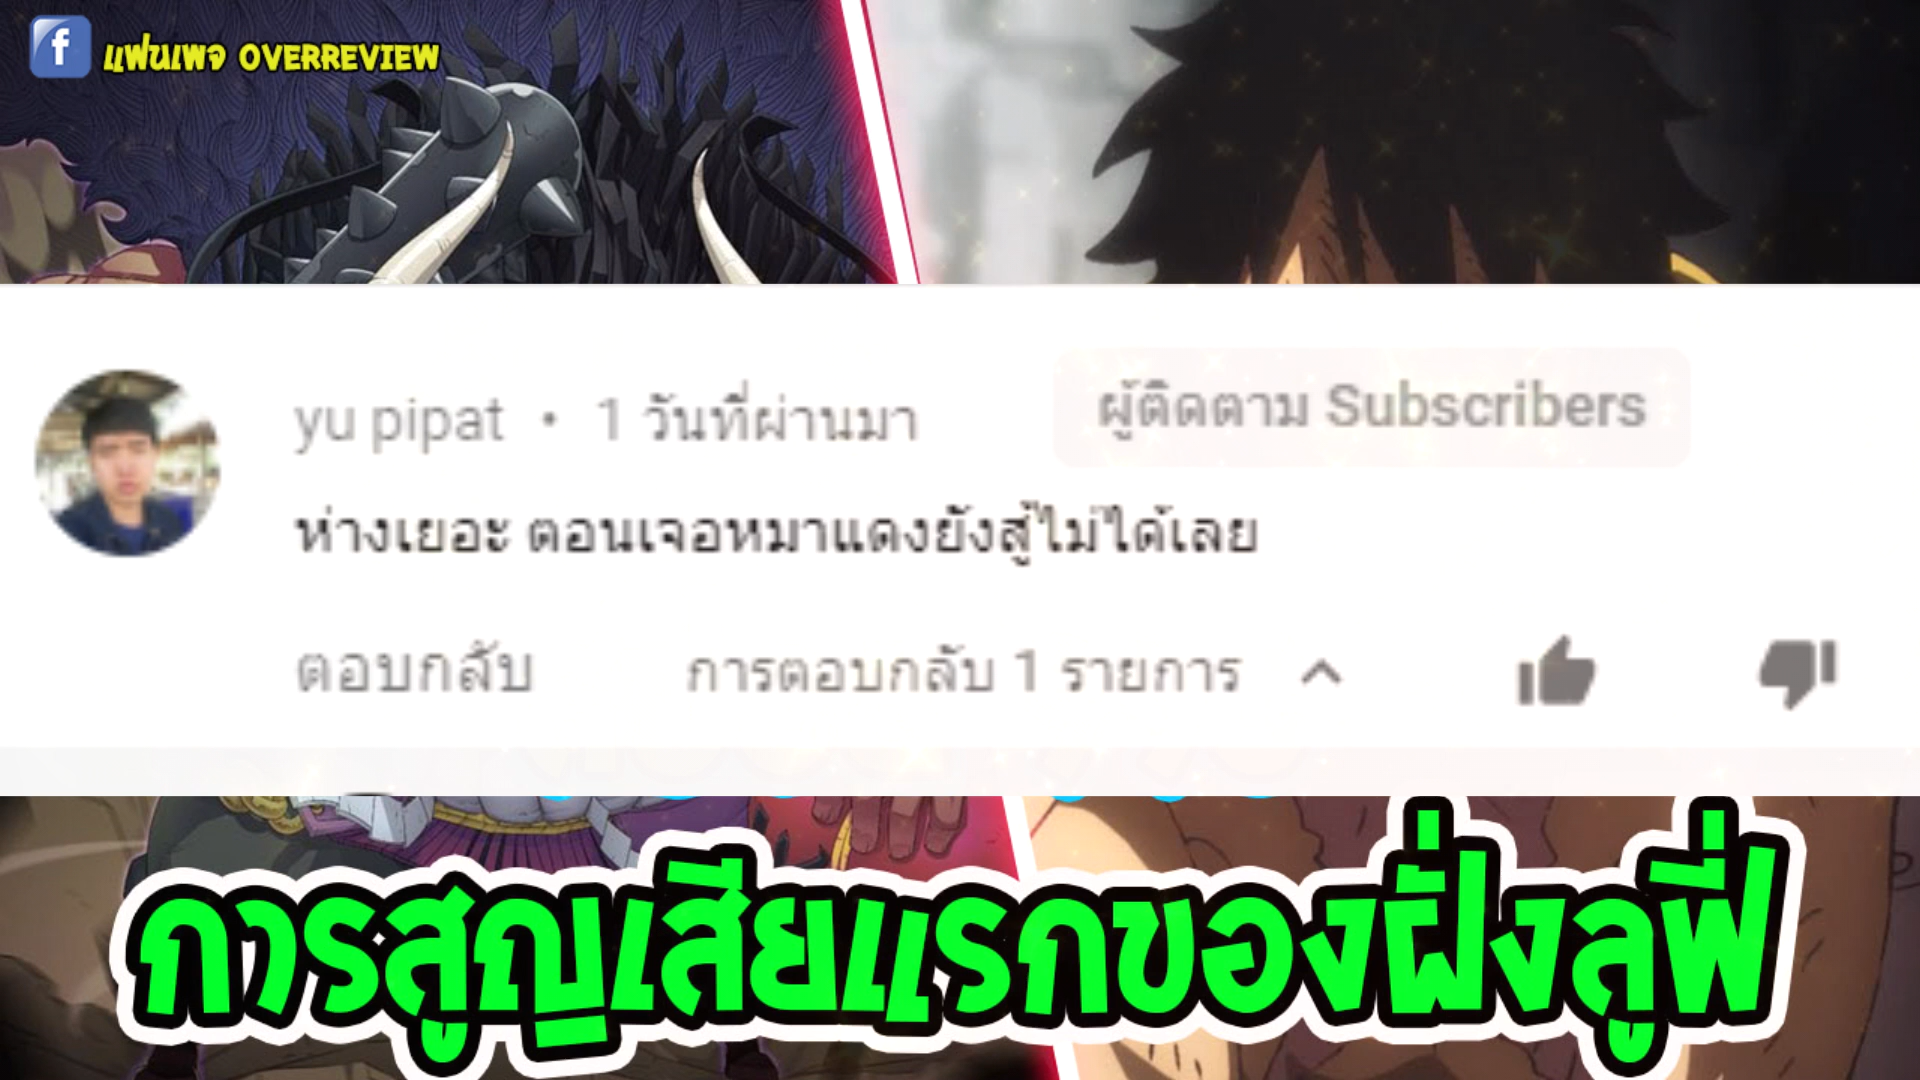 f แฟนเพจ OVERREVIEW
yu pipat • 1 วันที่ผ่านมา
ผู้ติดตาม Subscribers
ห่างเยอะ ตอนเจอหมาแดงยังสู้ไม่ได้เลย
ตอบกลับ การตอบกลับ 1 รายการ
การสูญเสียแรกของฝั่งลูฟี่